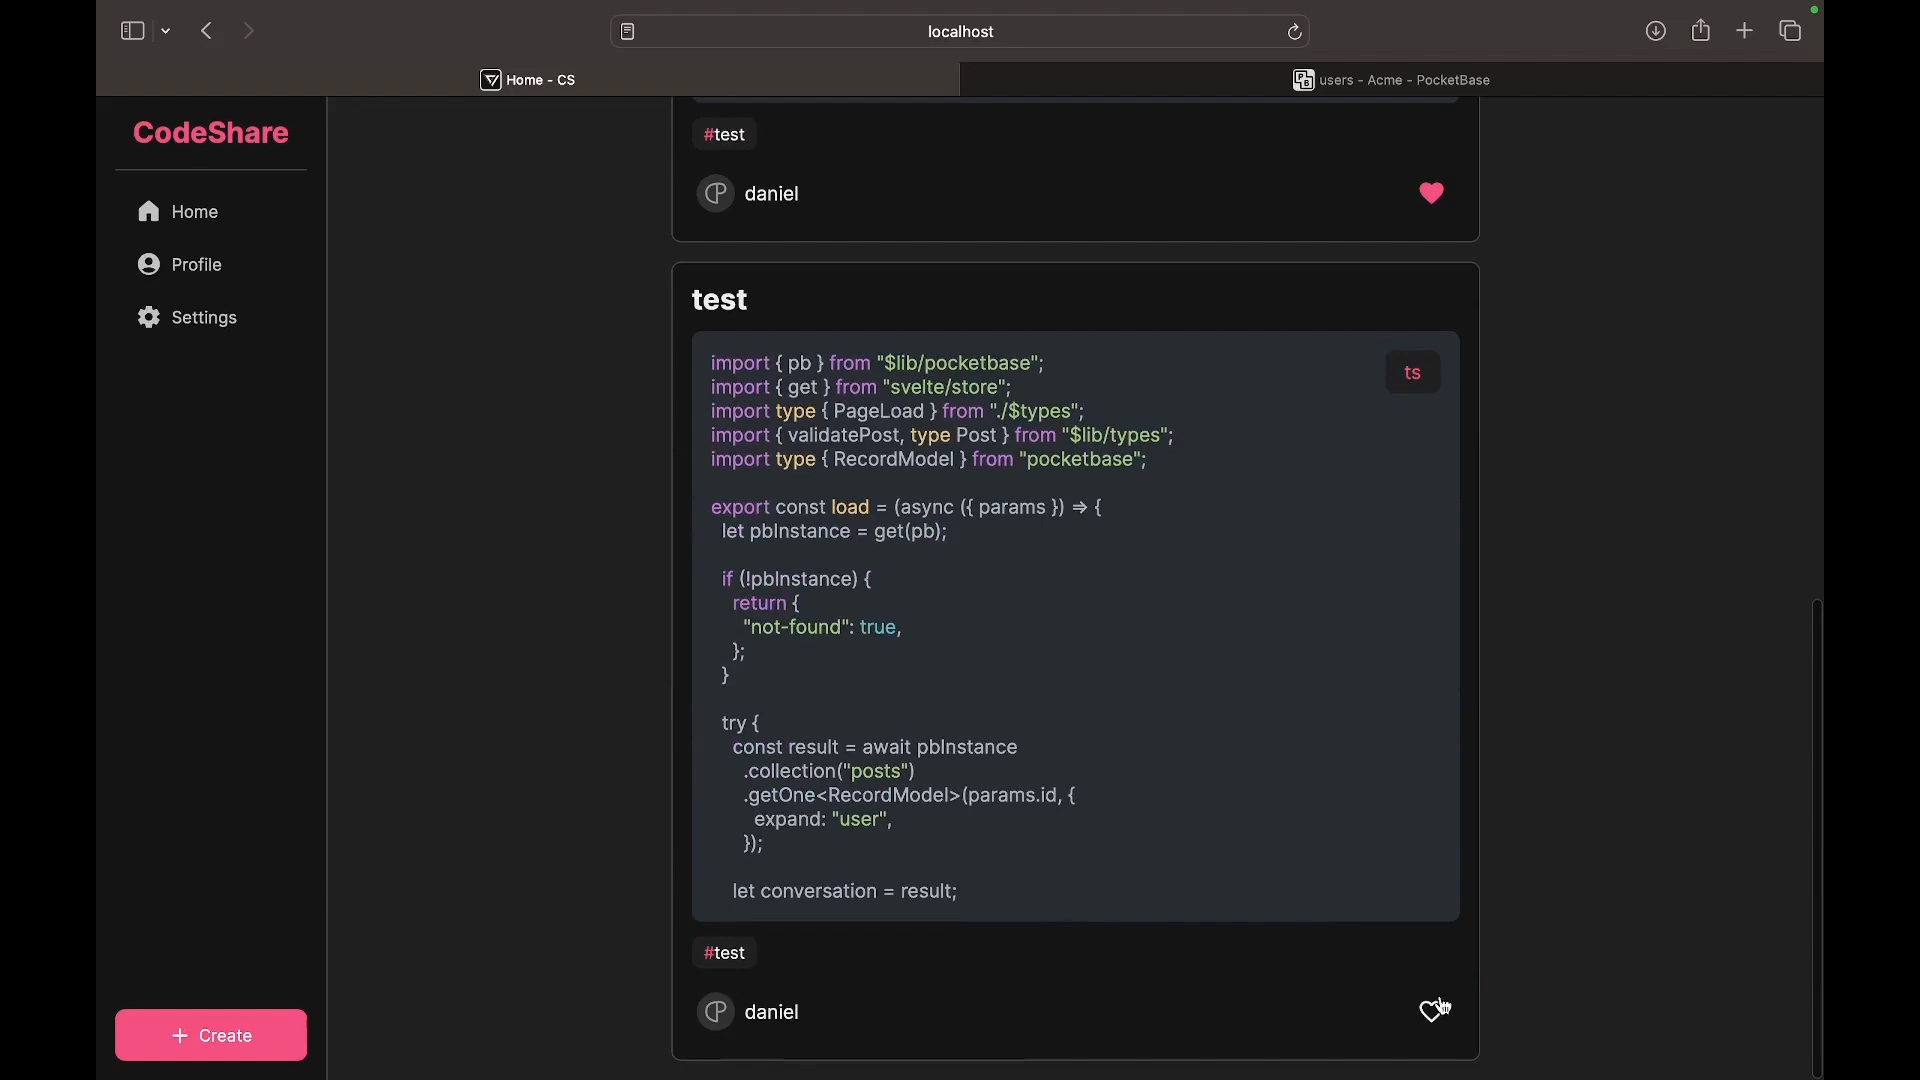 localhost
Home - CS
users - Acme - PocketBase
CodeShare
Home
Profile
Settings
+ Create
#test
daniel
test
ts
import { pb } from "$lib/pocketbase";
import { get } from "svelte/store";
import type { PageLoad } from "./$types";
import { validatePost, type Post } from "$lib/types";
import type { RecordModel } from "pocketbase";
export const load = (async ({ params }) => {
let pbInstance = get(pb);
if (!pbInstance) {
return {
"not-found": true,
};
}
try {
const result = await pbInstance
.collection("posts")
.getOne<RecordModel>(params.id, {
expand: "user",
});
let conversation = result;
#test
daniel